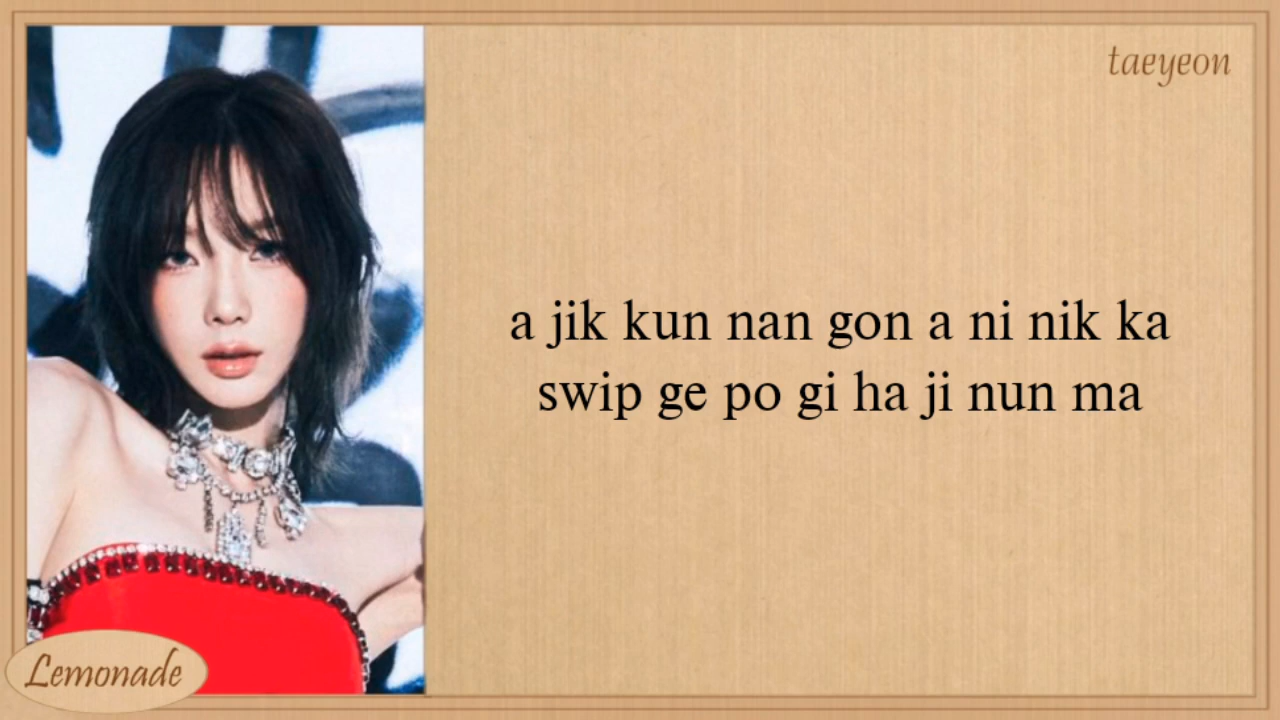 taeyeon
a jik kun nan gon a ni nik ka
swip ge po gi ha ji nun ma
Lemonade